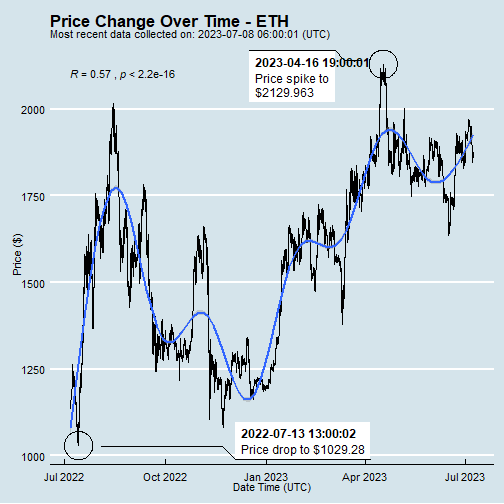 Price Change Over Time - ETH
Most recent data collected on: 2023-07-08 06:00:01 (UTC)
2023-04-16 19:00:01
Price spike to
$2129.963
R = 0.57 , p < 2.2e-16
2000
1750
1500
1250
1000
Price ($)
2022-07-13 13:00:02
Price drop to $1029.28
Jul 2022
Oct 2022
Jan 2023
Apr 2023
Jul 2023
Date Time (UTC)